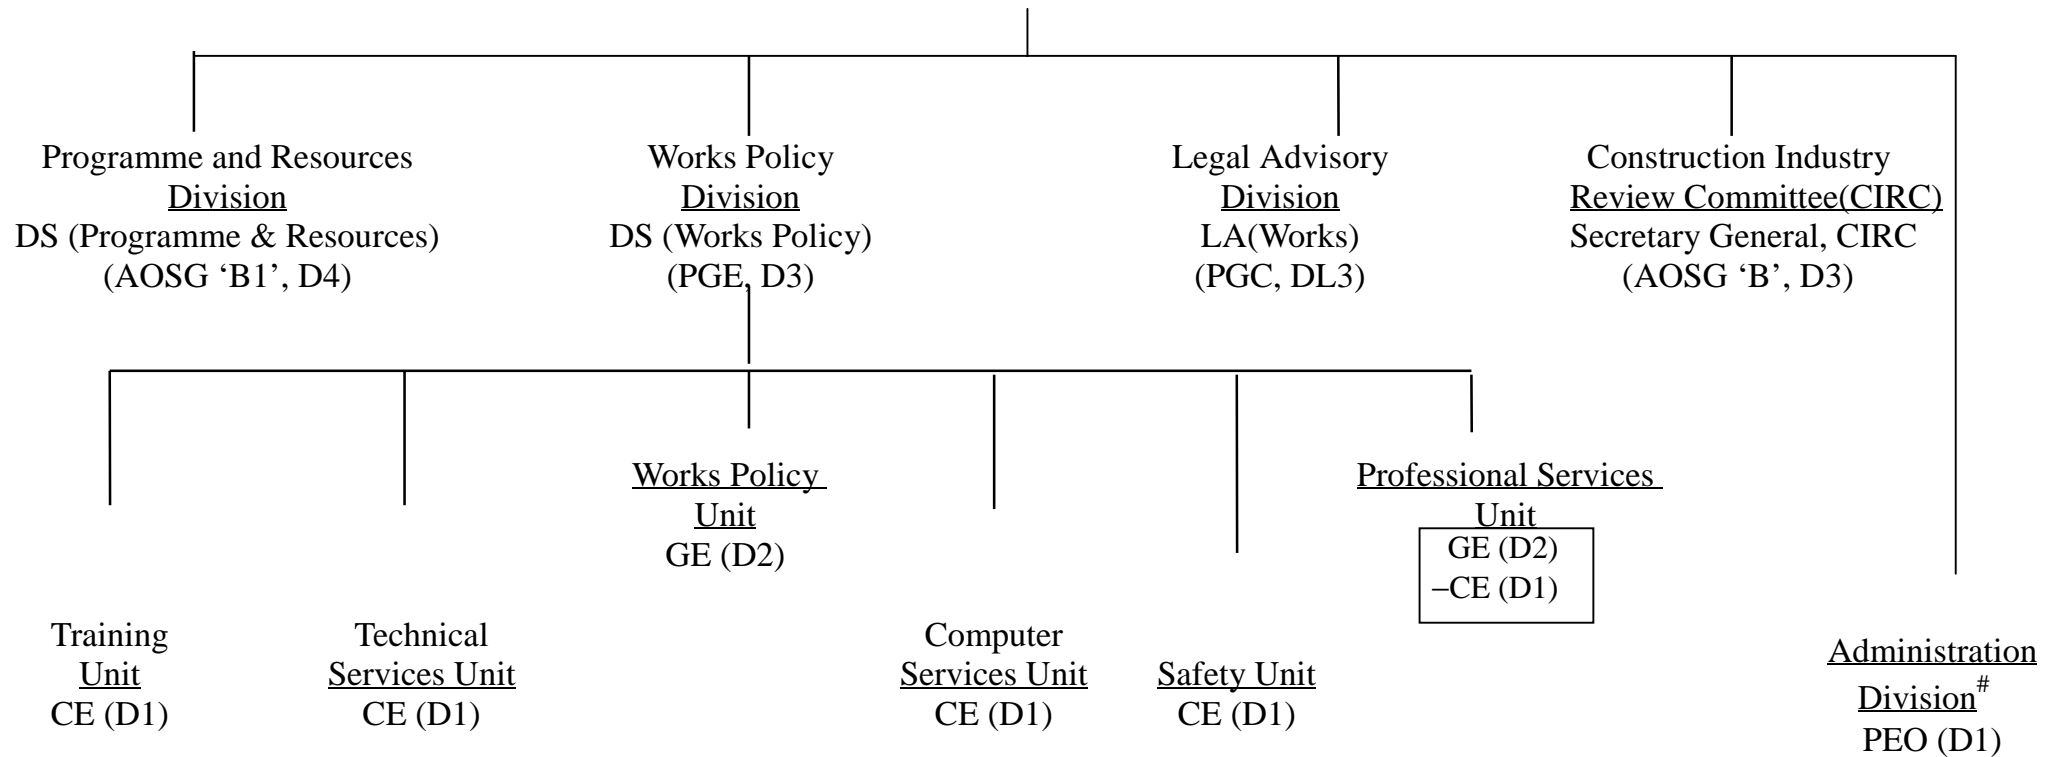 Programme and Resources
Division
DS (Programme & Resources)
(AOSG ‘B1’, D4)
Works Policy
Division
DS (Works Policy)
(PGE, D3)
Legal Advisory
Division
LA(Works)
(PGC, DL3)
Construction Industry
Review Committee(CIRC)
Secretary General, CIRC
(AOSG ‘B’, D3)
Training
Unit
CE (D1)
Technical
Services Unit
CE (D1)
Works Policy
Unit
GE (D2)
Computer
Services Unit
CE (D1)
Safety Unit
CE (D1)
Professional Services
Unit
GE (D2)
–CE (D1)
Administration
Division#
PEO (D1)